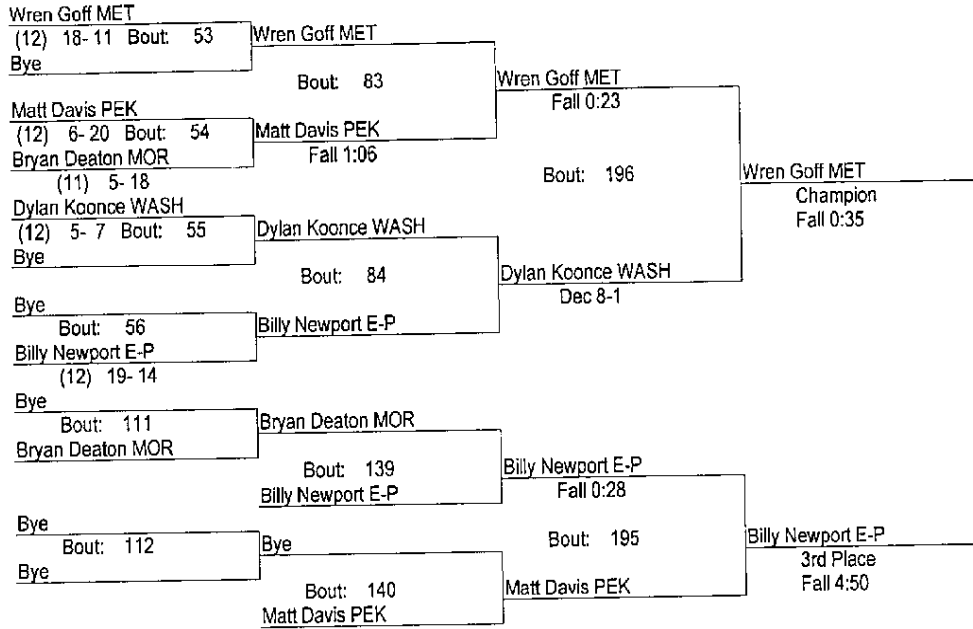 Wren Goff MET
(12) 18- 11 Bout: 53
Bye
Wren Goff MET
Bout: 83
Matt Davis PEK
(12) 6- 20 Bout: 54
Bryan Deaton MOR
(11) 5- 18
Matt Davis PEK
Fall 1:06
Wren Goff MET
Fall 0:23
Bout: 196
Dylan Koonce WASH
(12) 5- 7 Bout: 55
Bye
Dylan Koonce WASH
Bout: 84
Bye
Bout: 56
Billy Newport E-P
(12) 19- 14
Billy Newport E-P
Dylan Koonce WASH
Dec 8-1
Wren Goff MET
Champion
Fall 0:35
Bye
Bout: 111
Bryan Deaton MOR
Bryan Deaton MOR
Bout: 139
Billy Newport E-P
Billy Newport E-P
Fall 0:28
Bout: 195
Bye
Bout: 112
Bye
Bye
Bout: 140
Matt Davis PEK
Matt Davis PEK
Billy Newport E-P
3rd Place
Fall 4:50